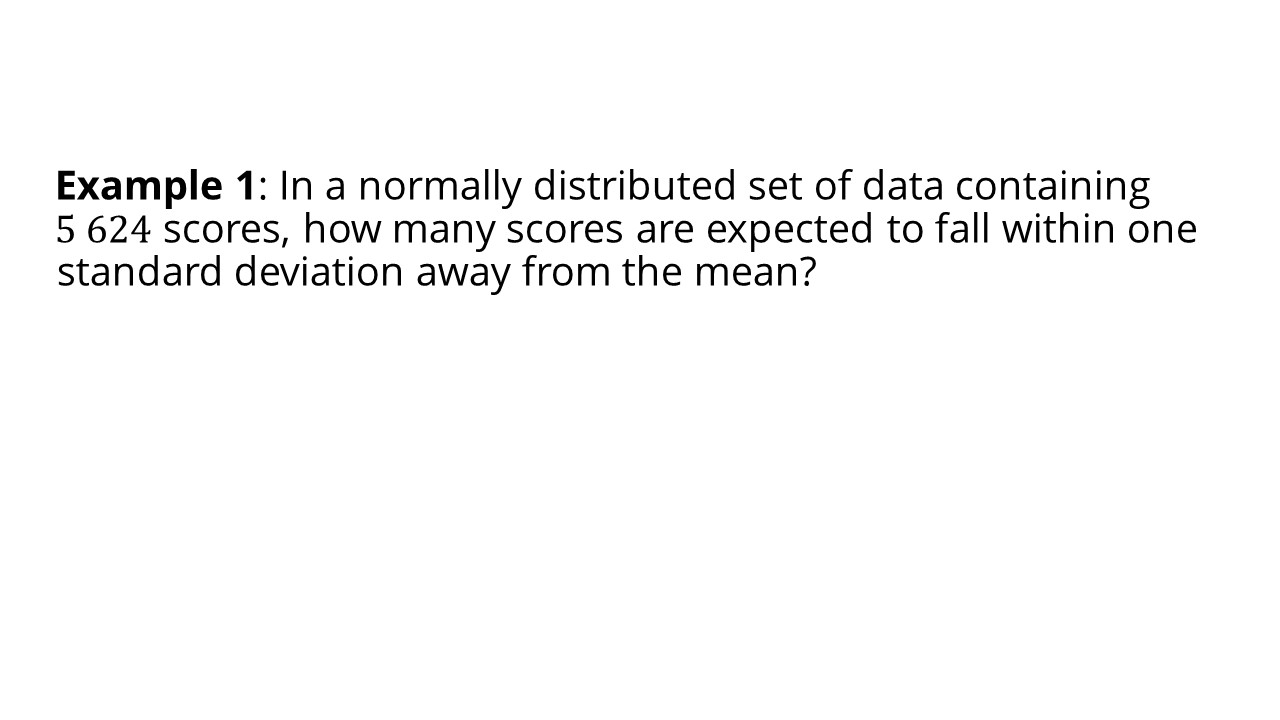 Example 1: In a normally distributed set of data containing
5 624 scores, how many scores are expected to fall within one
standard deviation away from the mean?